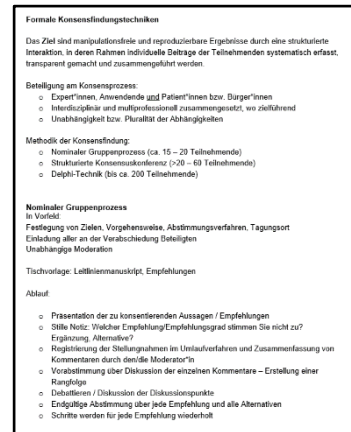 Formale Konsensfindungstechniken
Das Ziel sind manipulationsfreie und reproduzierbare Ergebnisse durch eine strukturierte
Interaktion, in deren Rahmen individuelle Beiträge der Teilnehmenden systematisch erfasst,
transparent gemacht und zusammengeführt werden.
Beteiligung am Konsensprozess:
o Expert*innen, Anwendende und Patient*innen bzw. Bürger*innen
o Interdisziplinär und multiprofessionell zusammengesetzt, wo zielführend
o Unabhängigkeit bzw. Pluralität der Abhängigkeiten
Methodik der Konsensfindung:
o Nominaler Gruppenprozess (ca. 15 – 20 Teilnehmende)
o Strukturierte Konsensuskonferenz (>20 – 60 Teilnehmende)
o Delphi-Technik (bis ca. 200 Teilnehmende)
Nominaler Gruppenprozess
In Vorfeld:
Festlegung von Zielen, Vorgehensweise, Abstimmungsverfahren, Tagungsort
Einladung aller an der Verabschiedung Beteiligten
Unabhängige Moderation
Tischvorlage: Leitlinienmanuskript, Empfehlungen
Ablauf:
o Präsentation der zu konsentierenden Aussagen / Empfehlungen
o Stille Notiz: Welcher Empfehlung/Empfehlungsgrad stimmen Sie nicht zu?
Ergänzung, Alternative?
o Registrierung der Stellungnahmen im Umlaufverfahren und Zusammenfassung von
Kommentaren durch den/die Moderator*in
o Vorabstimmung über Diskussion der einzelnen Kommentare – Erstellung einer
Rangfolge
o Debattieren / Diskussion der Diskussionspunkte
o Endgültige Abstimmung über jede Empfehlung und alle Alternativen
o Schritte werden für jede Empfehlung wiederholt